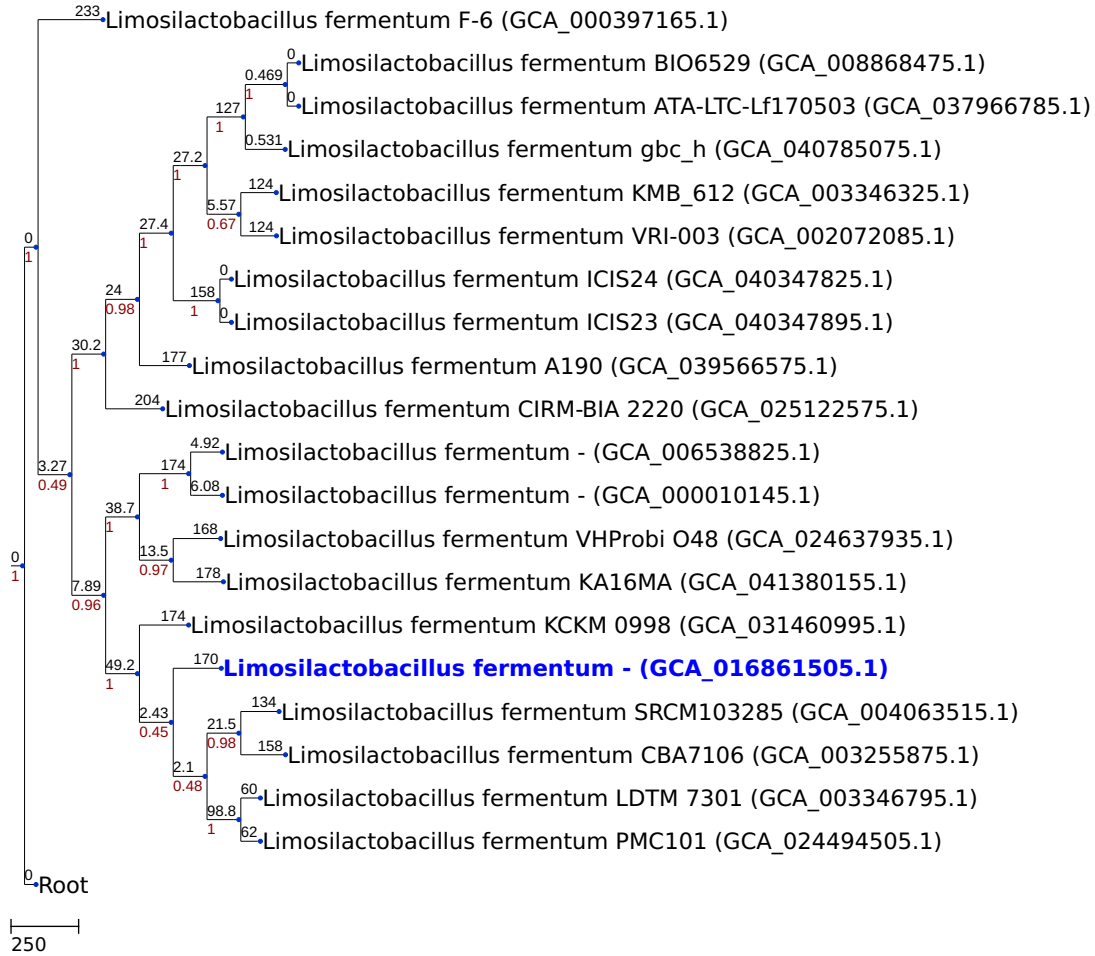 233 Limosilactobacillus fermentum F-6 (GCA_000397165.1)
0 Limosilactobacillus fermentum BIO6529 (GCA_008868475.1)
0.469
1
0 Limosilactobacillus fermentum ATA-LTC-Lf170503 (GCA_037966785.1)
127
1
0.531 Limosilactobacillus fermentum gbc_h (GCA_040785075.1)
27.2
1
124 Limosilactobacillus fermentum KMB_612 (GCA_003346325.1)
5.57
0.67
124 Limosilactobacillus fermentum VRI-003 (GCA_002072085.1)
27.4
1
0
1
0 Limosilactobacillus fermentum ICIS24 (GCA_040347825.1)
158
1
24
0.98
0 Limosilactobacillus fermentum ICIS23 (GCA_040347895.1)
30.2
1
177 Limosilactobacillus fermentum A190 (GCA_039566575.1)
204 Limosilactobacillus fermentum CIRM-BIA 2220 (GCA_025122575.1)
4.92 Limosilactobacillus fermentum - (GCA_006538825.1)
3.27
0.49
174
1
6.08 Limosilactobacillus fermentum - (GCA_000010145.1)
38.7
1
168 Limosilactobacillus fermentum VHProbi O48 (GCA_024637935.1)
13.5
0.97
0
1
178 Limosilactobacillus fermentum KA16MA (GCA_041380155.1)
7.89
0.96
174 Limosilactobacillus fermentum KCKM 0998 (GCA_031460995.1)
49.2
1
170 Limosilactobacillus fermentum - (GCA_016861505.1)
2.43
0.45
134 Limosilactobacillus fermentum SRCM103285 (GCA_004063515.1)
21.5
0.98
158 Limosilactobacillus fermentum CBA7106 (GCA_003255875.1)
2.1
0.48
60 Limosilactobacillus fermentum LDTM 7301 (GCA_003346795.1)
98.8
1
62 Limosilactobacillus fermentum PMC101 (GCA_024494505.1)
0 Root
250